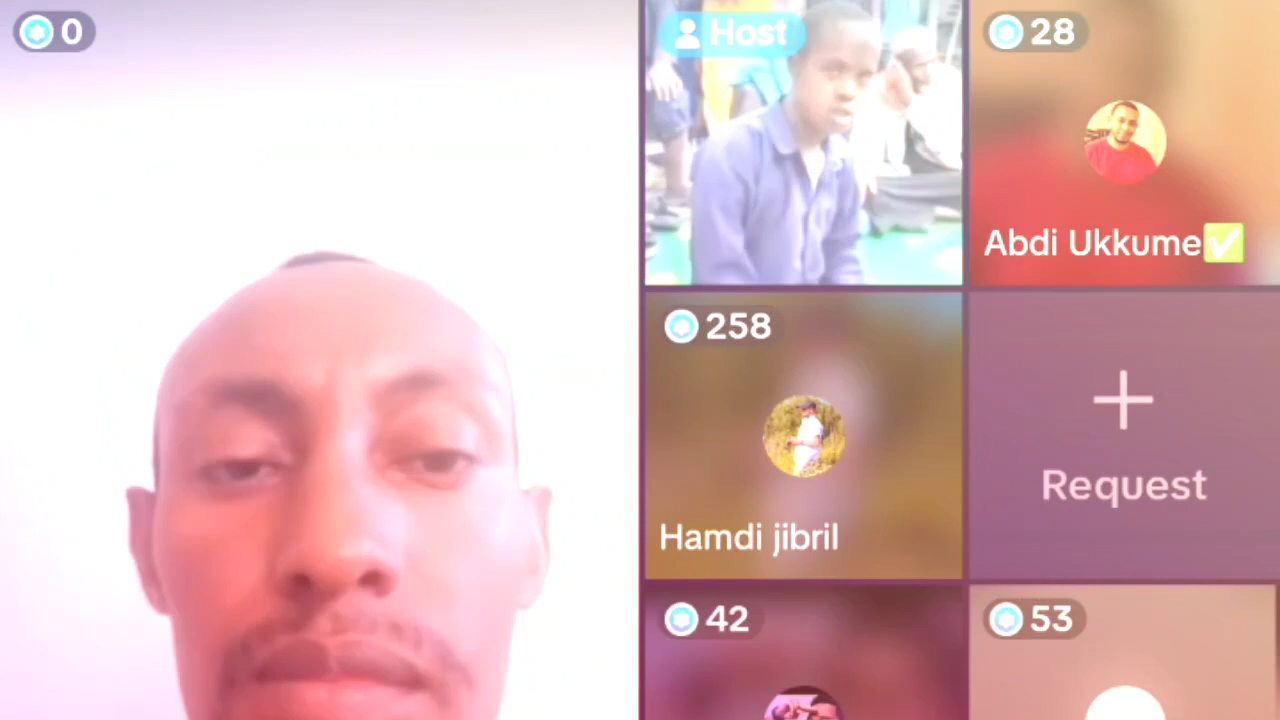 0
Host
28
Abdi Ukkume✅
258
Hamdi jibril
Request
42
53